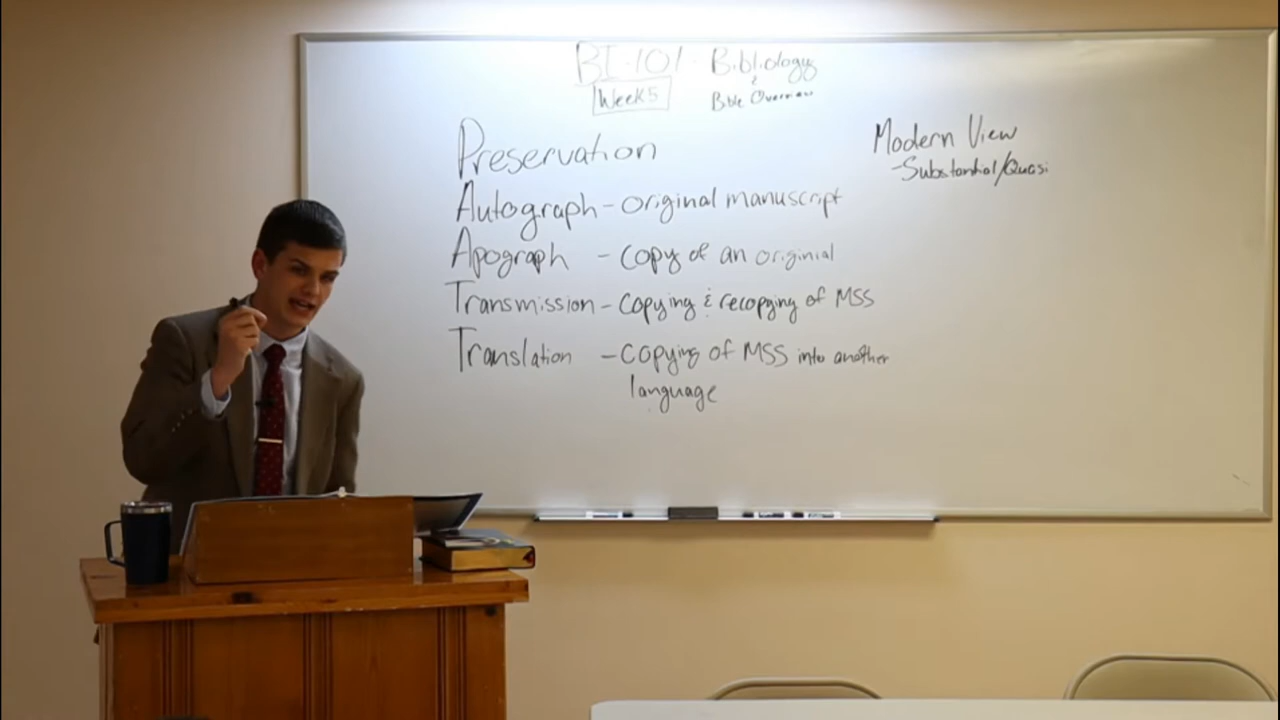 BI-101 - Bibliology
&
Week 5
Bible Overview
Preservation
Autograph - original manuscript
Apograph - copy of an originial
Transmission - copying & recopying of MSS
Translation - copying of MSS into another
language
Modern View
- Substantial/Quasi